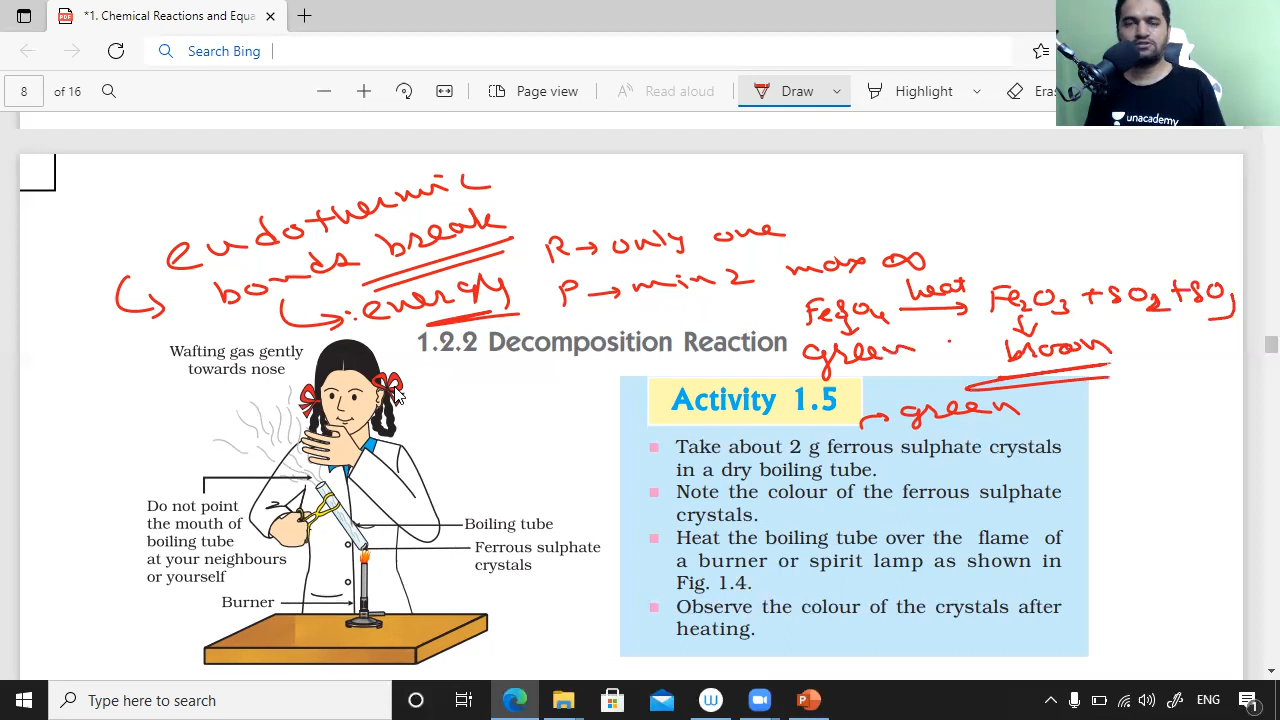 *1. Chemical Reactions and Equa
Search Bing
8 of 16
Page view
Read aloud
Draw
Highlight
Eras
unacademy
endothermic
bonds break
energy
R → only one
P → min 2 max ∞
FeSO4 heat → Fe2O3 + SO2 + SO3
green brown
1.2.2 Decomposition Reaction
Wafting gas gently
towards nose
Do not point
the mouth of
boiling tube
at your neighbours
or yourself
Boiling tube
Ferrous sulphate
crystals
Burner
Activity 1.5
→ green
Take about 2 g ferrous sulphate crystals
in a dry boiling tube.
Note the colour of the ferrous sulphate
crystals.
Heat the boiling tube over the flame of
a burner or spirit lamp as shown in
Fig. 1.4.
Observe the colour of the crystals after
heating.
Type here to search
ENG
1